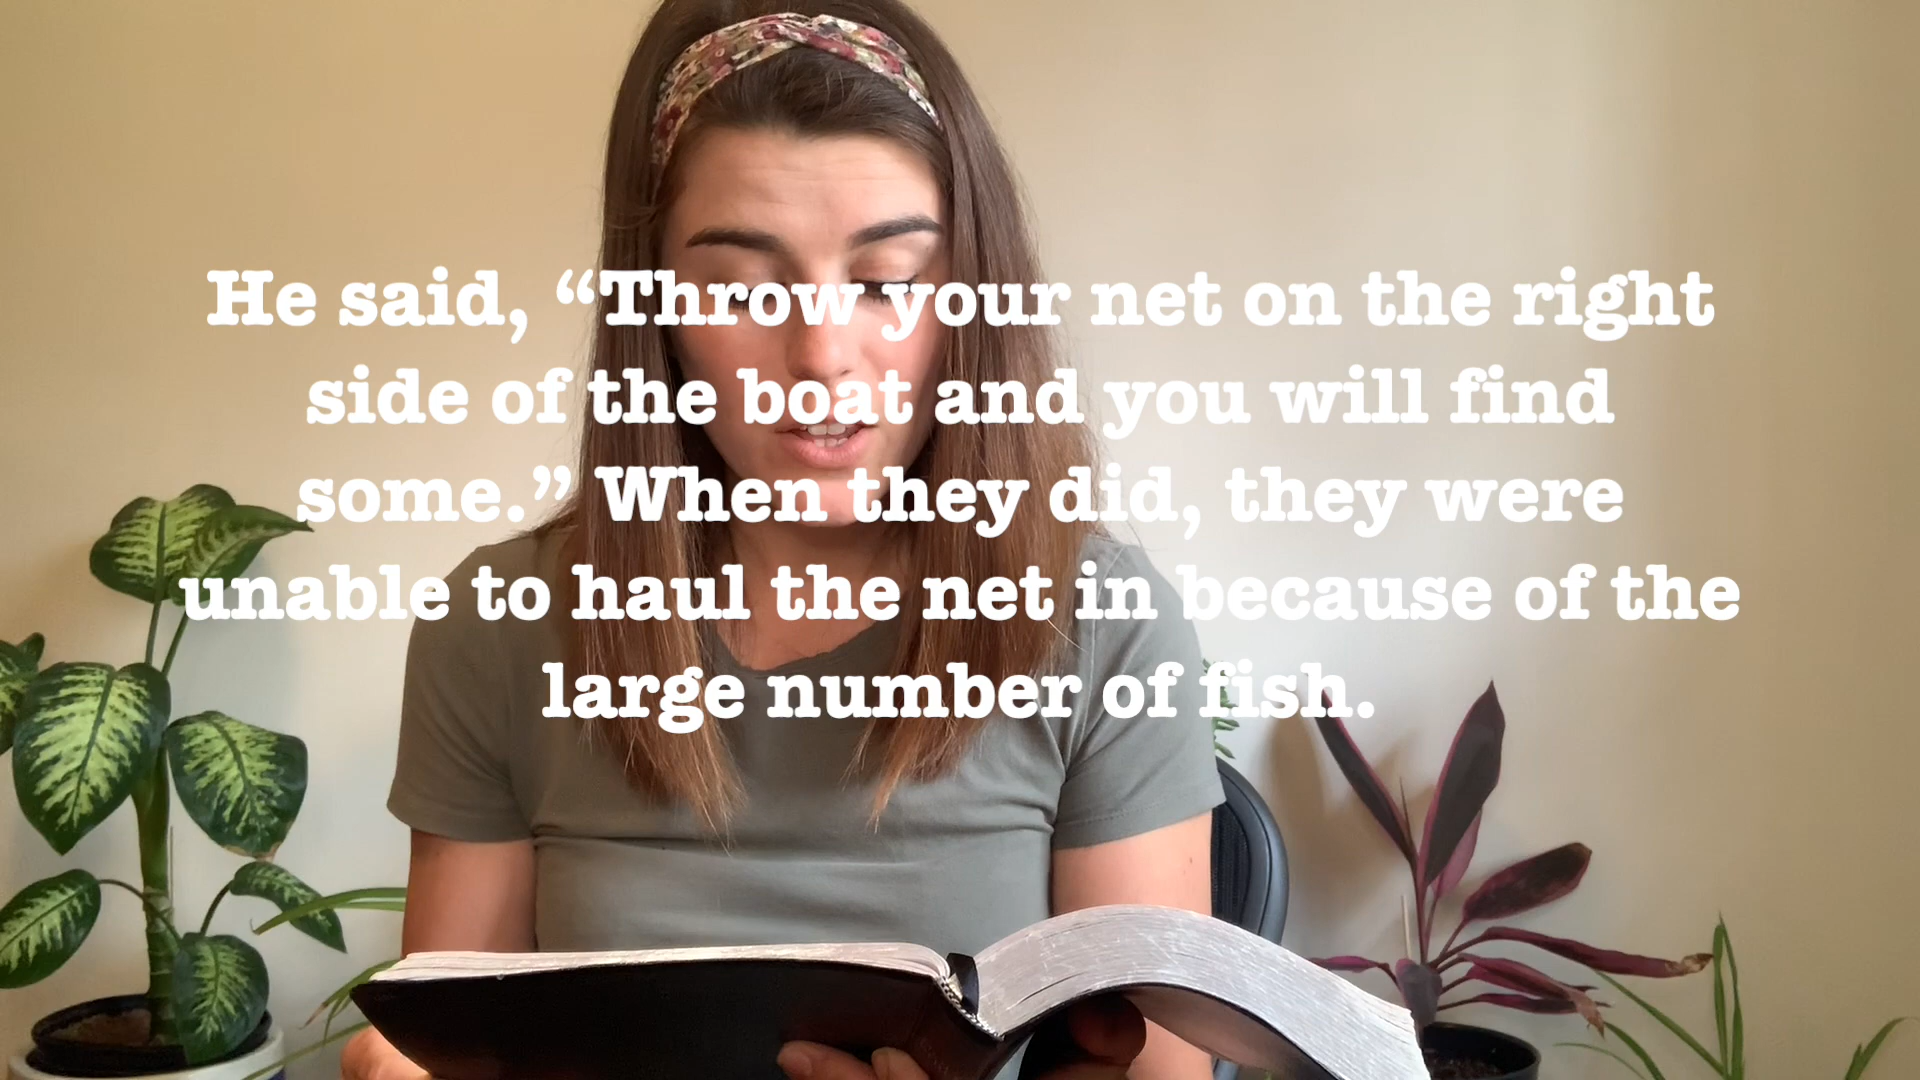 He said, “Throw your net on the right
side of the boat and you will find
some.” When they did, they were
unable to haul the net in because of the
large number of fish.